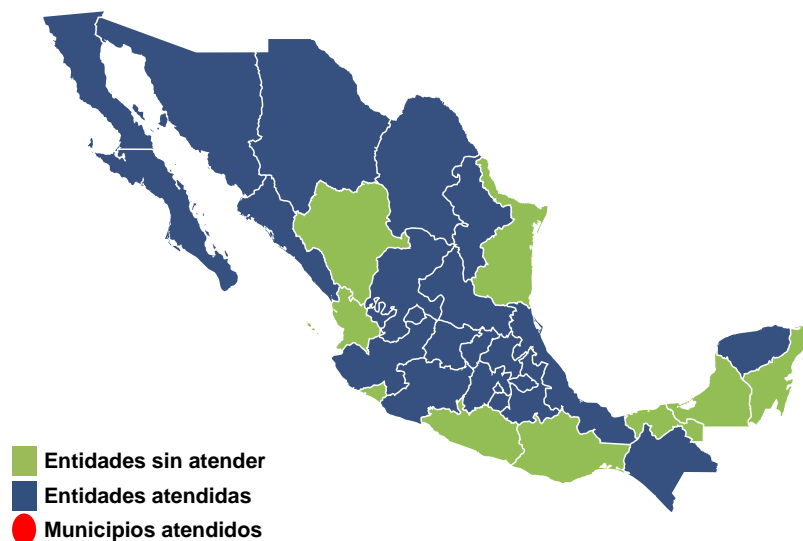 Entidades sin atender
Entidades atendidas
Municipios atendidos